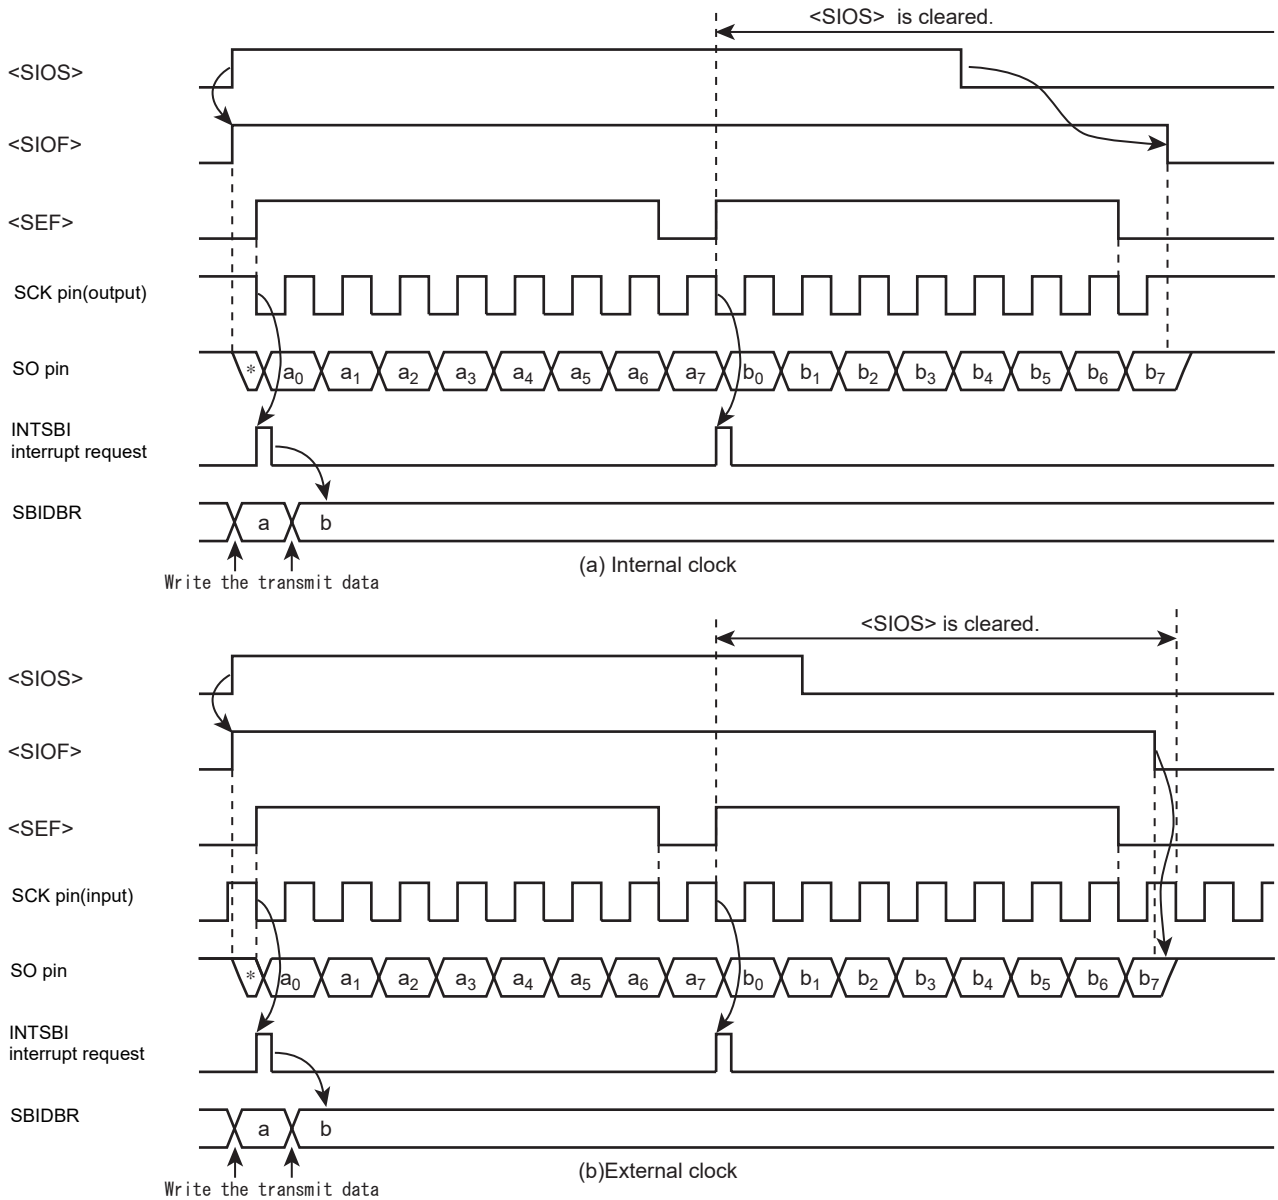 <SIOS> is cleared.
<SIOS>
<SIOF>
<SEF>
SCK pin(output)
SO pin
* a0 a1 a2 a3 a4 a5 a6 a7 b0 b1 b2 b3 b4 b5 b6 b7
INTSBI
interrupt request
SBIDBR
a b
(a) Internal clock
Write the transmit data
<SIOS> is cleared.
<SIOS>
<SIOF>
<SEF>
SCK pin(input)
SO pin
* a0 a1 a2 a3 a4 a5 a6 a7 b0 b1 b2 b3 b4 b5 b6 b7
INTSBI
interrupt request
SBIDBR
a b
(b)External clock
Write the transmit data